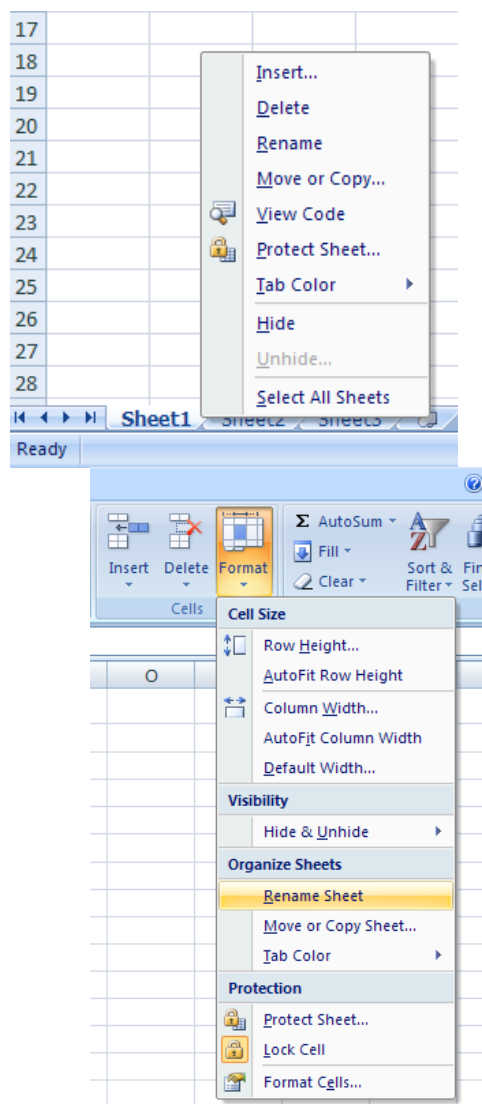 17
18
Insert...
19
Delete
20
Rename
21
Move or Copy...
22
View Code
23
Protect Sheet...
24
Tab Color
25
26
Hide
27
Unhide...
28
Select All Sheets
Sheet1 Sheet2 Sheet3
Ready
Σ AutoSum
Fill
Clear
Insert Delete Format
Sort & Filter
Cells
Cell Size
Row Height...
O
AutoFit Row Height
Column Width...
AutoFit Column Width
Default Width...
Visibility
Hide & Unhide
Organize Sheets
Rename Sheet
Move or Copy Sheet...
Tab Color
Protection
Protect Sheet...
Lock Cell
Format Cells...